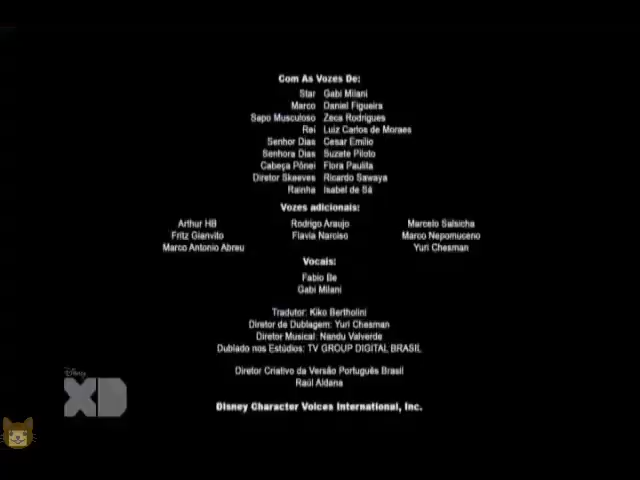 Com As Vozes De:
Star Gabi Milani
Marco Daniel Figueira
Sapo Musculoso Zeca Rodrigues
Rei Luiz Carlos de Moraes
Senhor Dias Cesar Emílio
Senhora Dias Suzete Piloto
Cabeça Pônei Flora Paulita
Diretor Skeeves Ricardo Sawaya
Rainha Isabel de Sá
Vozes adicionais:
Arthur HB Rodrigo Araujo Marcelo Salsicha
Fritz Gianvito Flavia Narciso Marco Nepomuceno
Marco Antonio Abreu Yuri Chesman
Vocais:
Fabio Be
Gabi Milani
Tradutor: Kiko Bertholini
Diretor de Dublagem: Yuri Chesman
Diretor Musical: Nandu Valverde
Dublado nos Estúdios: TV GROUP DIGITAL BRASIL
Diretor Criativo da Versão Português Brasil
Raúl Aldana
Disney Character Voices International, Inc.
Disney
XD